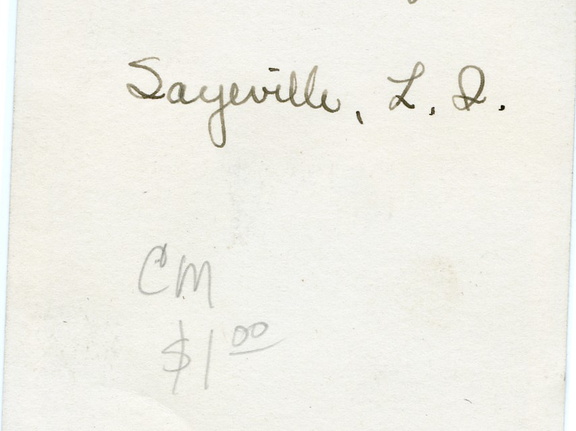 Sayeville, L. I.
CM
$1.00